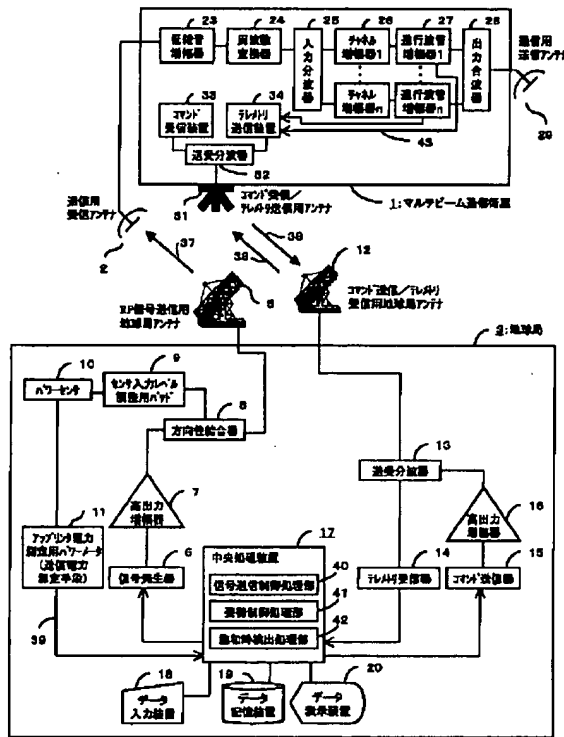 23
24
25
26
27
28
低雑音
増幅器
周波数
変換器
入力分波器
チャネル
増幅器1
進行波管
増幅器1
出力合波器
通信用
送信アンテナ
チャネル
増幅器n
進行波管
増幅器n
29
33
34
コマンド
受信装置
テレメトリ
送信装置
43
送受分波器
32
31
コマンド受信/
テレメトリ送信用アンテナ
1:マルチビーム通信衛星
通信用
受信アンテナ
2
37
38
38
12
5
RF信号送信用
地球局アンテナ
コマンド送信/テレメトリ
受信用地球局アンテナ
3:地球局
10
9
パワーセンサ
センサ入力レベル
調整用パッド
8
方向性結合器
13
送受分波器
7
高出力
増幅器
16
高出力
増幅器
11
アップリンク電力
測定用パワーメータ
(送信電力
測定手段)
6
信号発生器
17
中央処理装置
信号送信制御処理部
40
受信制御処理部
41
飽和時検出処理部
42
14
テレメトリ受信器
15
コマンド送信器
39
18
データ
入力装置
19
データ
記憶装置
20
データ
表示装置